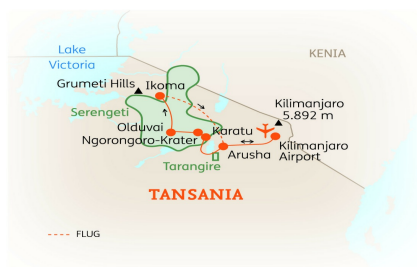 Lake
Victoria
KENIA
Grumeti Hills
Ikoma
Kilimanjaro
5.892 m
Serengeti
Olduvai
Karatu
Ngorongoro-Krater
Kilimanjaro
Airport
Arusha
Tarangire
TANSANIA
FLUG